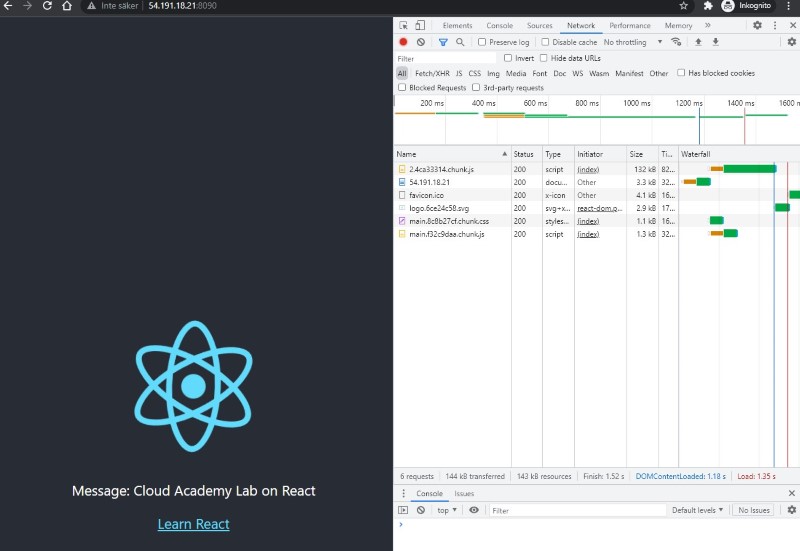 Inte säker 54.191.18.21:8090 Inkognito
Elements Console Sources Network Performance Memory »
Preserve log Disable cache No throttling
Filter Invert Hide data URLs
All Fetch/XHR JS CSS Img Media Font Doc WS Wasm Manifest Other Has blocked cookies
Blocked Requests 3rd-party requests
200 ms 400 ms 600 ms 800 ms 1000 ms 1200 ms 1400 ms 1600 m
Name Status Type Initiator Size Ti... Waterfall
2.4ca33314.chunk.js 200 script (index) 132 kB 82...
54.191.18.21 200 docu... Other 3.3 kB 32...
favicon.ico 200 x-icon Other 4.1 kB 16...
logo.6ce24c58.svg 200 svg+x... react-dom.p... 2.9 kB 17...
main.8c8b27cf.chunk.css 200 styles... (index) 1.1 kB 16...
main.f32c9daa.chunk.js 200 script (index) 1.3 kB 32...
Message: Cloud Academy Lab on React
Learn React
6 requests 144 kB transferred 143 kB resources Finish: 1.52 s DOMContentLoaded: 1.18 s Load: 1.35 s
Console Issues
top Filter Default levels No Issues